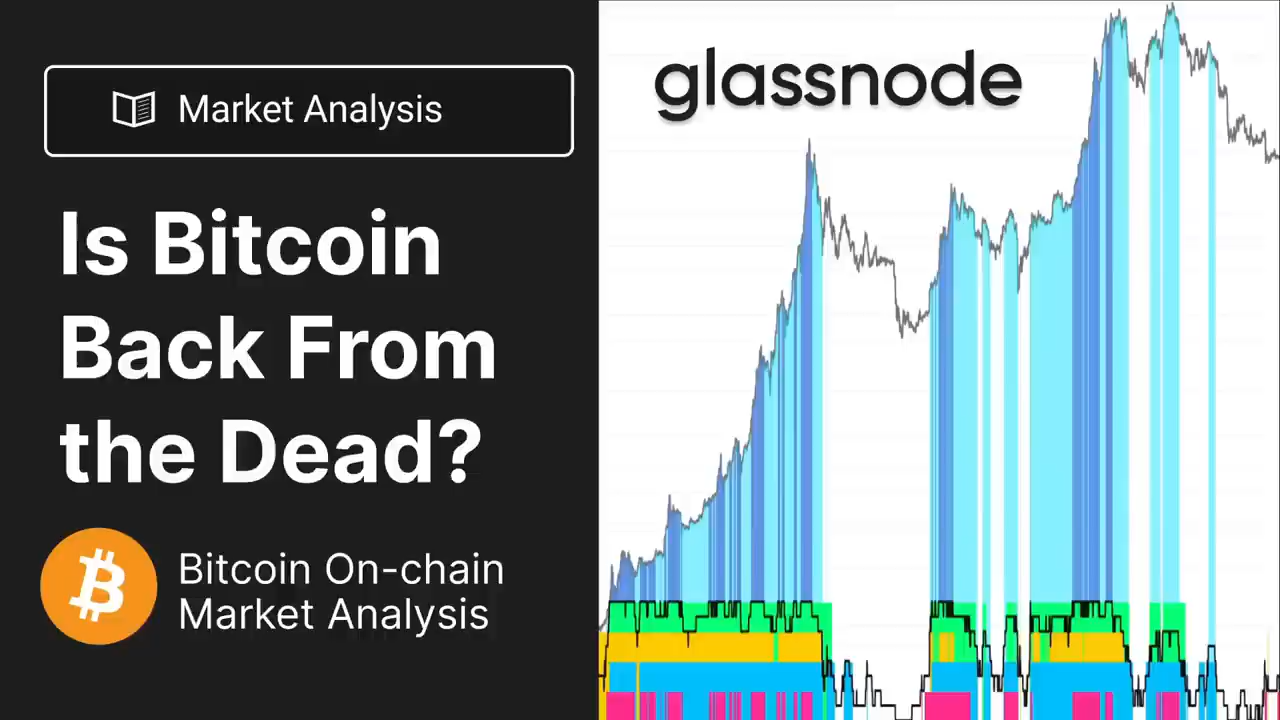 Market Analysis
glassnode
Is Bitcoin
Back From
the Dead?
Bitcoin On-chain
Market Analysis